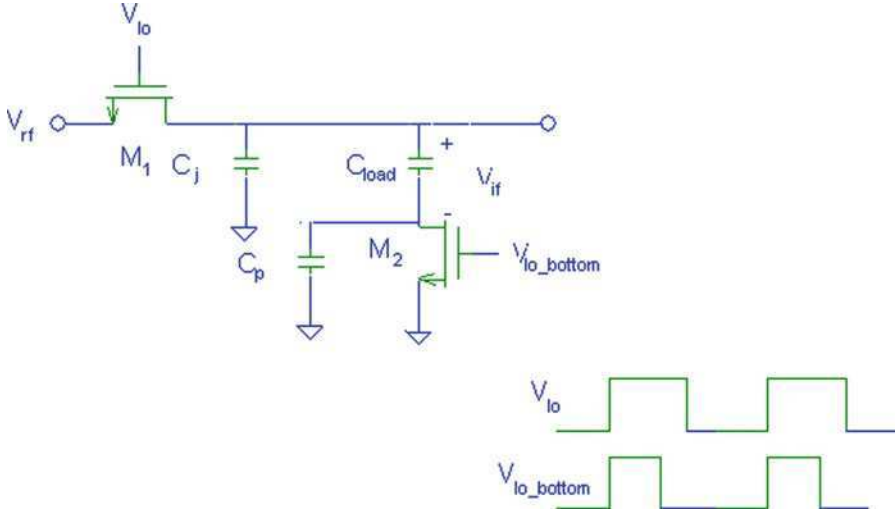 V_lo
V_rf
M_1
C_j
C_load
+
V_if
-
C_p
M_2
V_lo_bottom
V_lo
V_lo_bottom